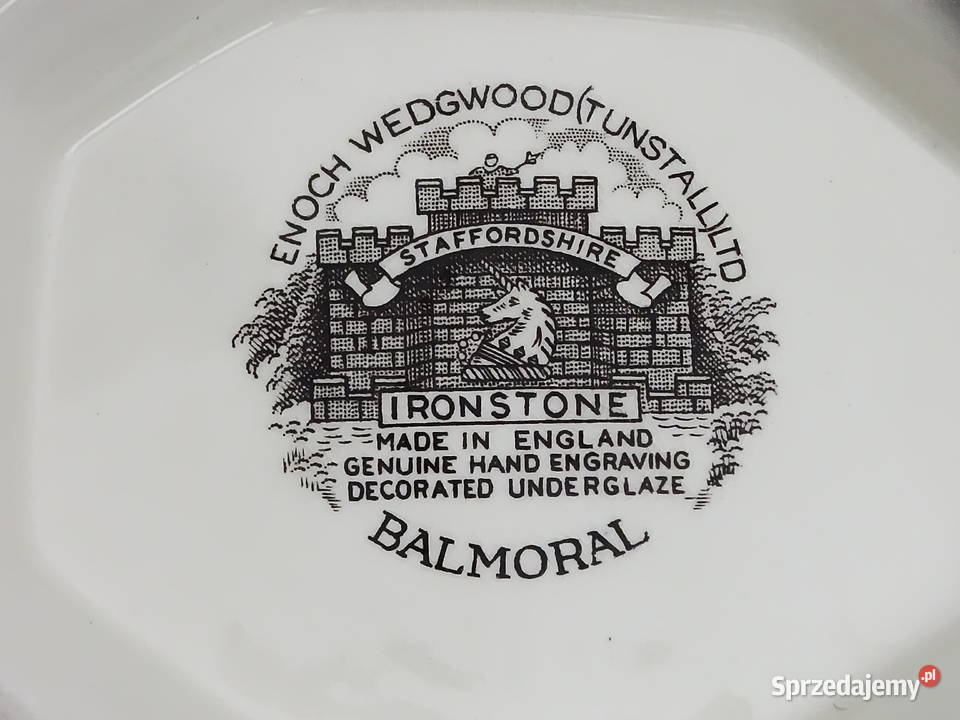 ENOCH WEDGWOOD (TUNSTALL) LTD
STAFFORDSHIRE
IRONSTONE
MADE IN ENGLAND
GENUINE HAND ENGRAVING
DECORATED UNDERGLAZE
BALMORAL
Sprzedajemy.pl